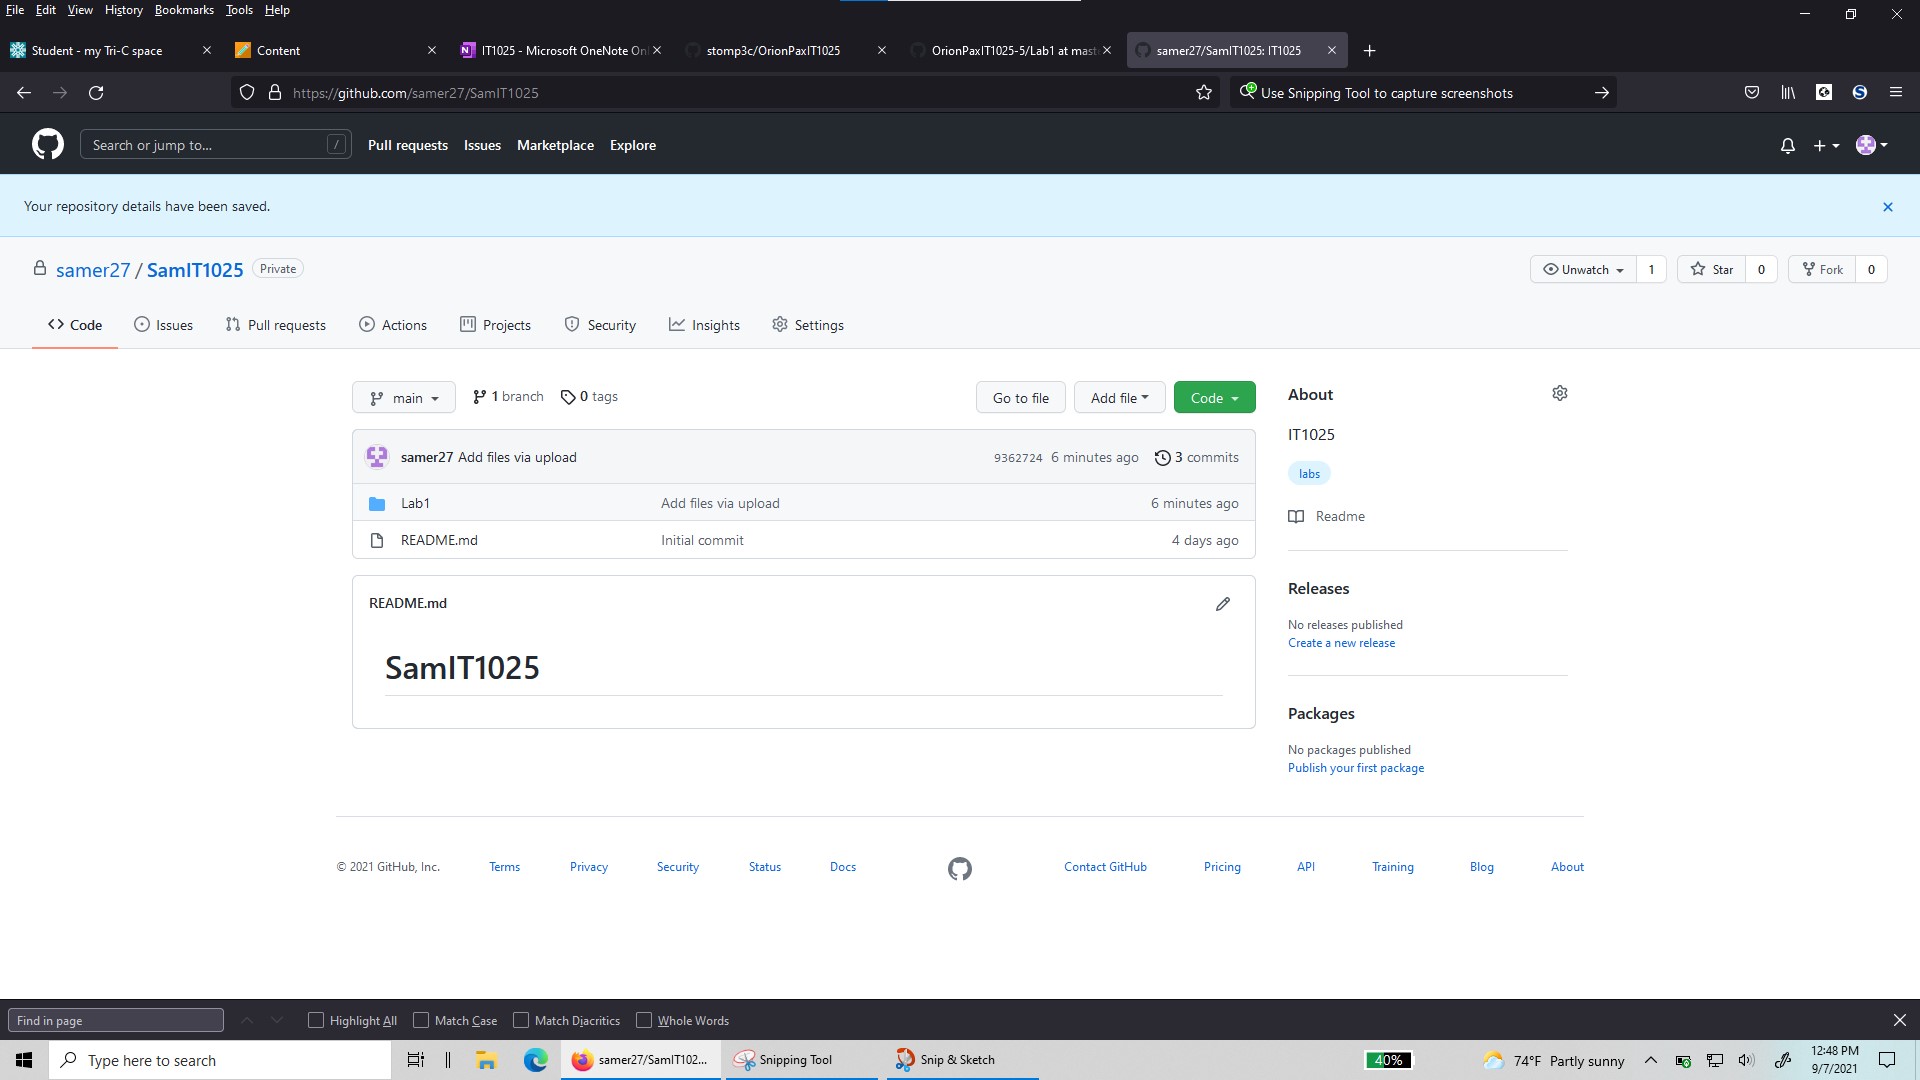 File Edit View History Bookmarks Tools Help
Student - my Tri-C space
Content
IT1025 - Microsoft OneNote Onl
stomp3c/OrionPaxIT1025
OrionPaxIT1025-5/Lab1 at mast
samer27/SamIT1025: IT1025
https://github.com/samer27/SamIT1025
Use Snipping Tool to capture screenshots
Search or jump to...
/
Pull requests Issues Marketplace Explore
Your repository details have been saved.
samer27 / SamIT1025 Private
Unwatch 1
Star 0
Fork 0
Code Issues Pull requests Actions Projects Security Insights Settings
main 1 branch 0 tags
Go to file Add file Code
samer27 Add files via upload 9362724 6 minutes ago 3 commits
Lab1 Add files via upload 6 minutes ago
README.md Initial commit 4 days ago
README.md
SamIT1025
About
IT1025
labs
Readme
Releases
No releases published
Create a new release
Packages
No packages published
Publish your first package
© 2021 GitHub, Inc. Terms Privacy Security Status Docs Contact GitHub Pricing API Training Blog About
Find in page Highlight All Match Case Match Diacritics Whole Words
Type here to search
samer27/SamIT102...
Snipping Tool
Snip & Sketch
40%
74°F Partly sunny
12:48 PM
9/7/2021